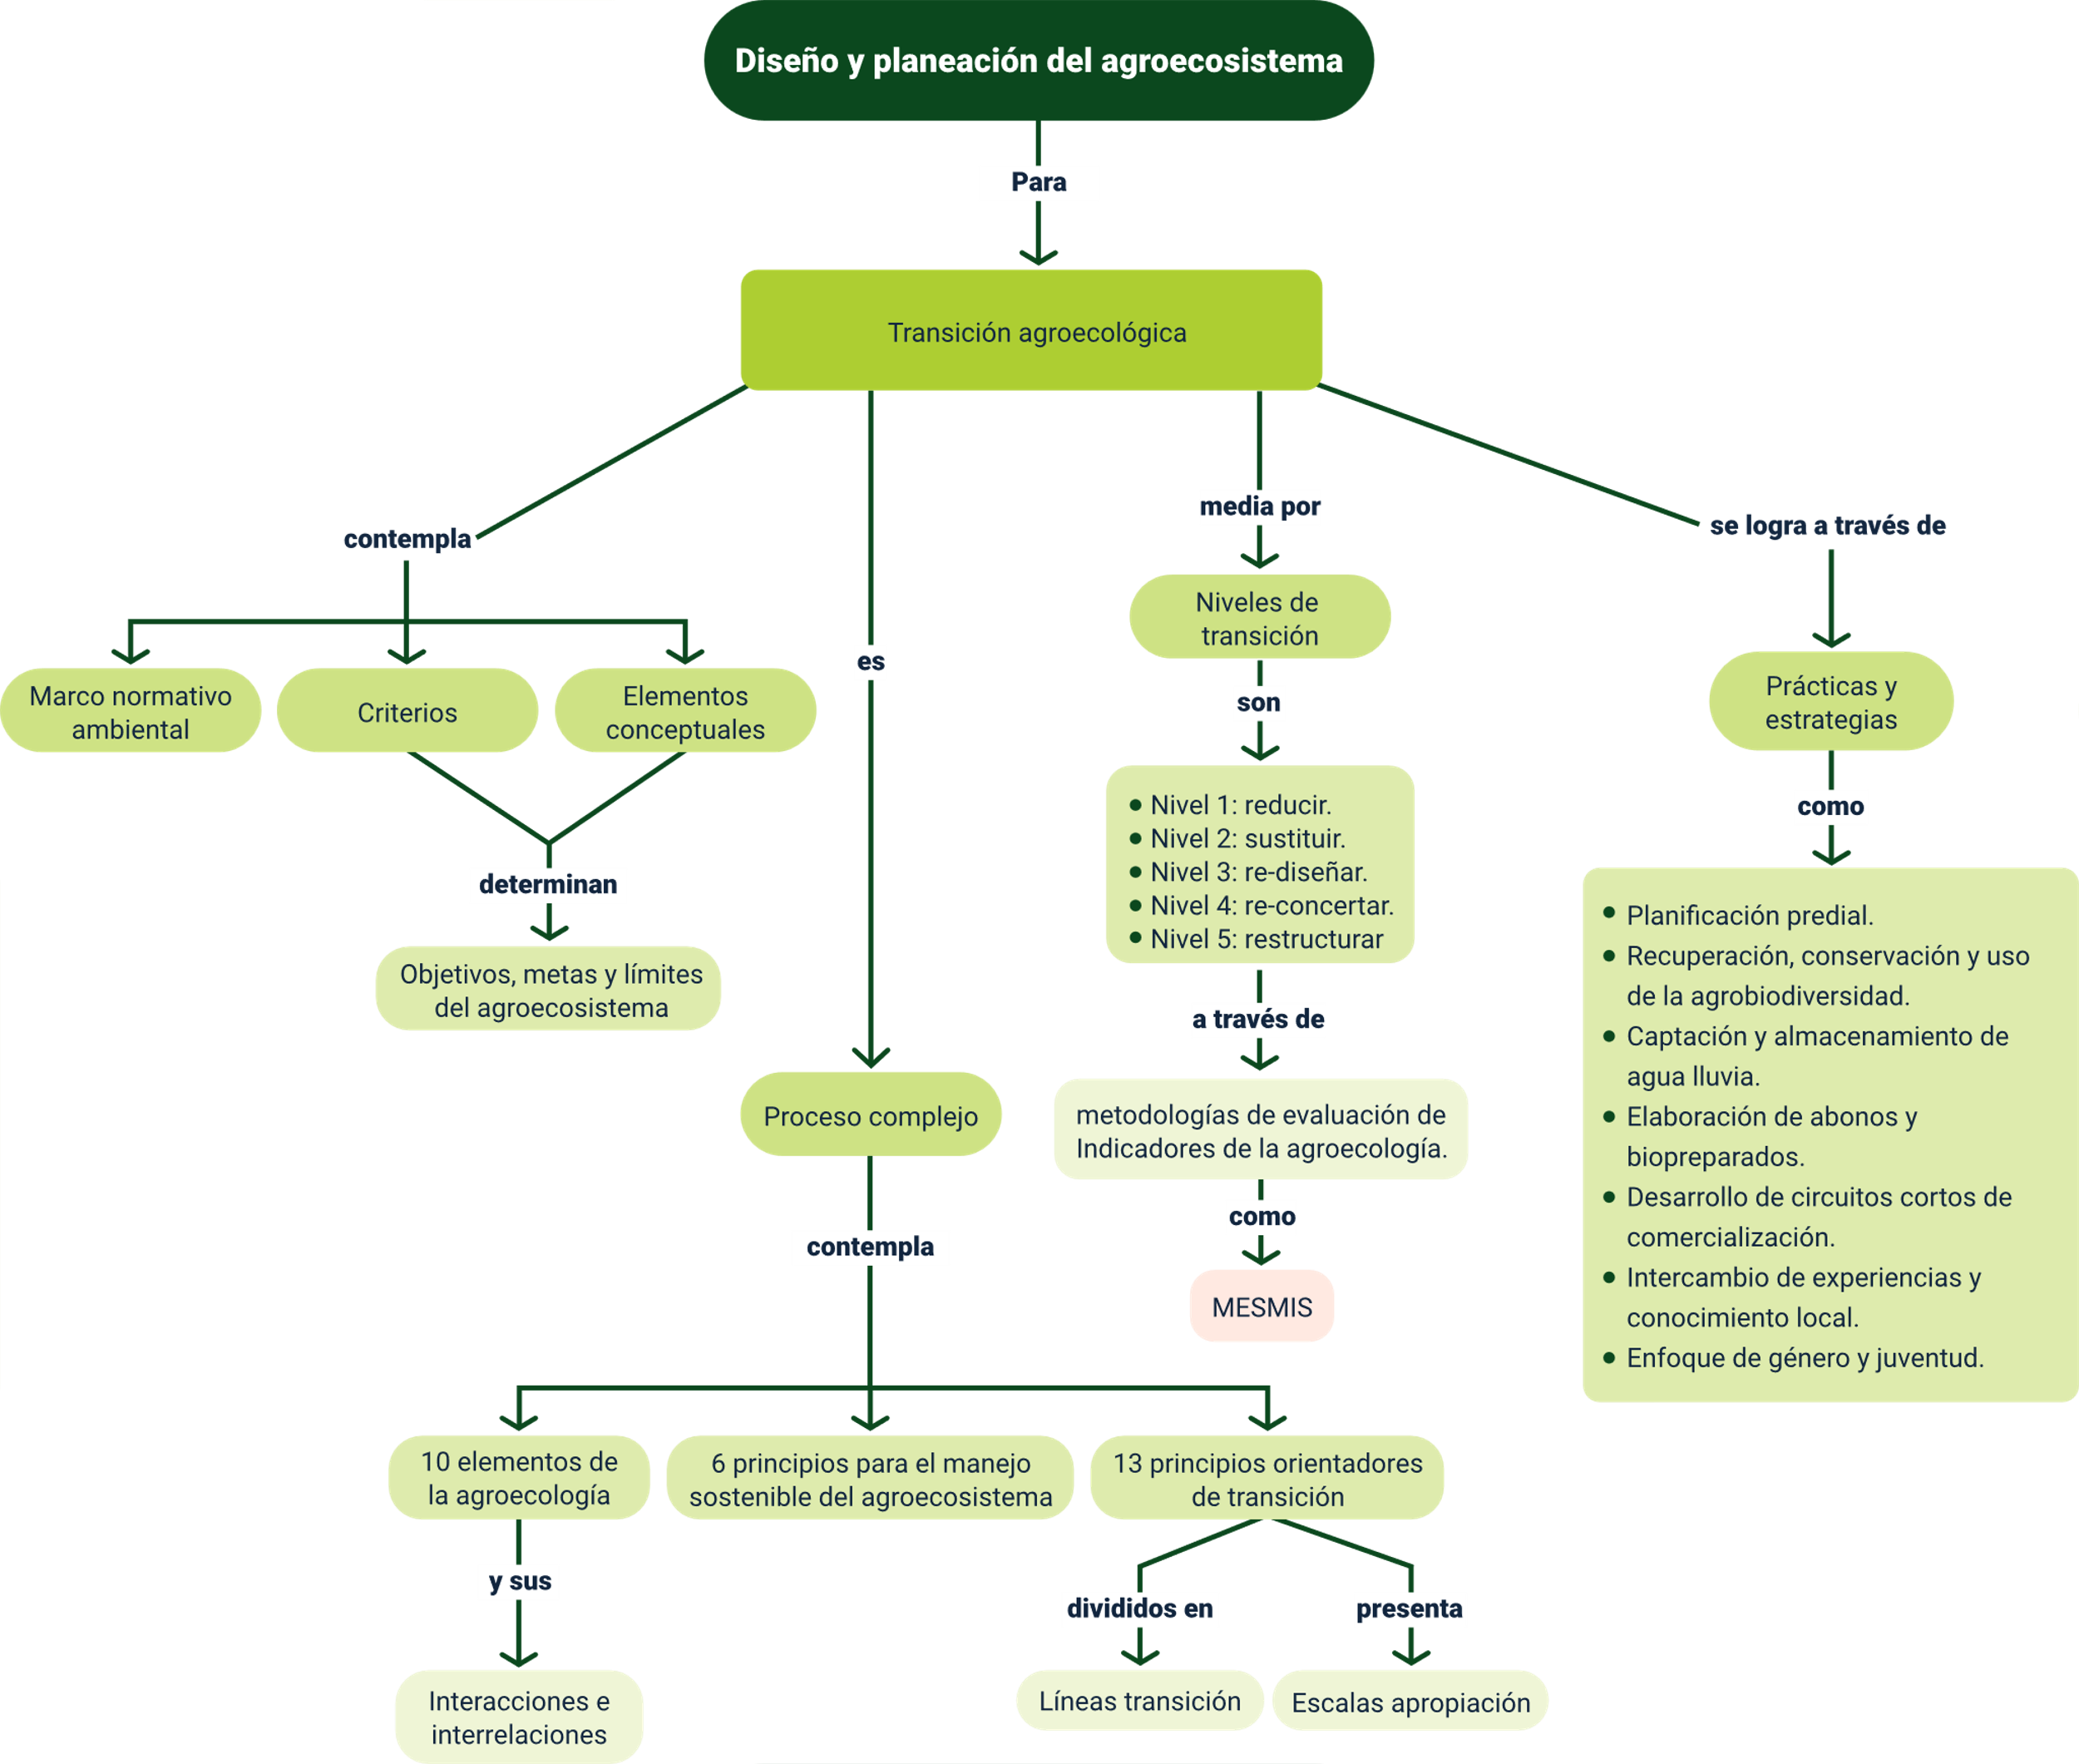 Diseño y planeación del agroecosistema
Para
Transición agroecológica
contempla
Marco normativo
ambiental
Criterios
Elementos
conceptuales
determinan
Objetivos, metas y límites
del agroecosistema
es
Proceso complejo
contempla
10 elementos de
la agroecología
y sus
Interacciones e
interrelaciones
6 principios para el manejo
sostenible del agroecosistema
13 principios orientadores
de transición
divididos en
Líneas transición
presenta
Escalas apropiación
media por
Niveles de
transición
son
Nivel 1: reducir.
Nivel 2: sustituir.
Nivel 3: re-diseñar.
Nivel 4: re-concertar.
Nivel 5: restructurar
a través de
metodologías de evaluación de
Indicadores de la agroecología.
como
MESMIS
se logra a través de
Prácticas y
estrategias
como
Planificación predial.
Recuperación, conservación y uso
de la agrobiodiversidad.
Captación y almacenamiento de
agua lluvia.
Elaboración de abonos y
biopreparados.
Desarrollo de circuitos cortos de
comercialización.
Intercambio de experiencias y
conocimiento local.
Enfoque de género y juventud.